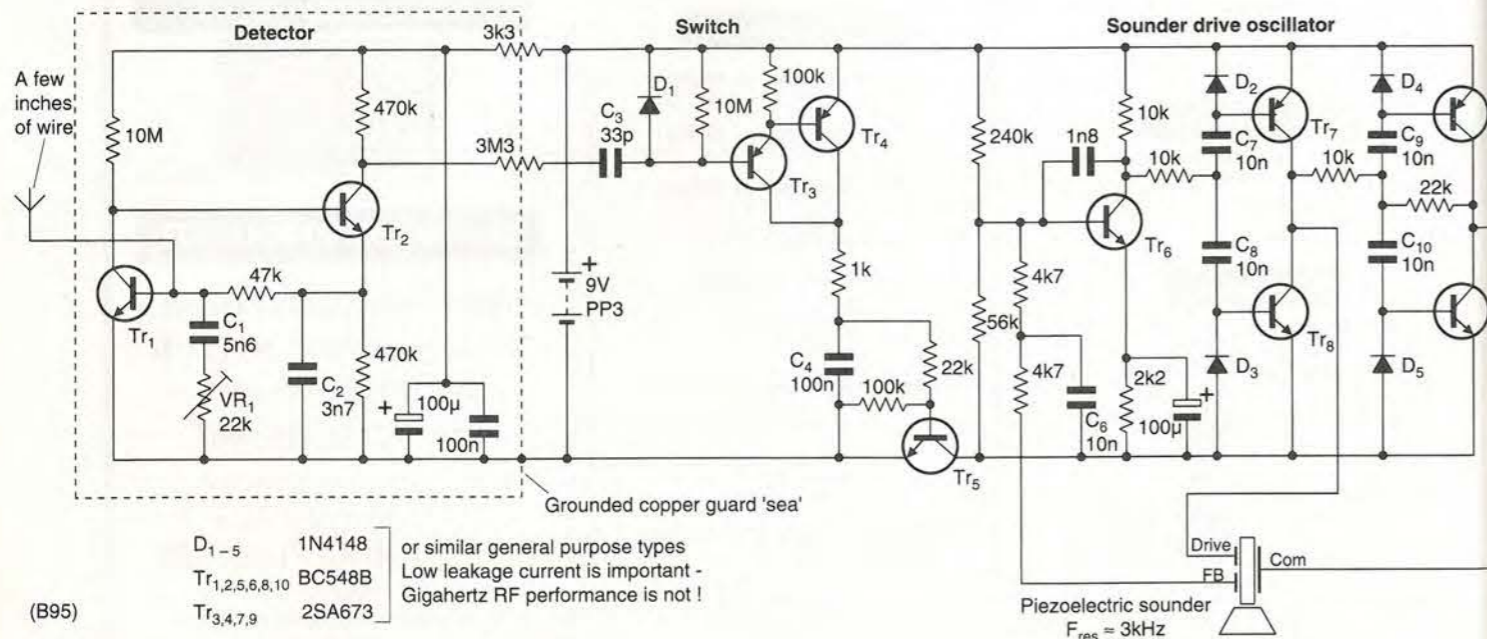 Detector
Switch
Sounder drive oscillator
A few
inches
of wire
3k3
10M
470k
3M3
C3
33p
D1
10M
100k
Tr4
Tr3
240k
1n8
10k
10k
D2
C7
10n
Tr7
10k
D4
C9
10n
22k
Tr2
47k
Tr1
C1
5n6
VR1
22k
C2
3n7
470k
100µ
100n
+
+
9V
PP3
1k
C4
100n
100k
22k
Tr5
4k7
56k
4k7
C6
10n
Tr6
2k2
100µ
+
C8
10n
D3
Tr8
C10
10n
D5
Grounded copper guard 'sea'
D1–5 1N4148
Tr1,2,5,6,8,10 BC548B
Tr3,4,7,9 2SA673
or similar general purpose types
Low leakage current is important -
Gigahertz RF performance is not !
(B95)
Drive
FB
Com
Piezoelectric sounder
Fres ≃ 3kHz